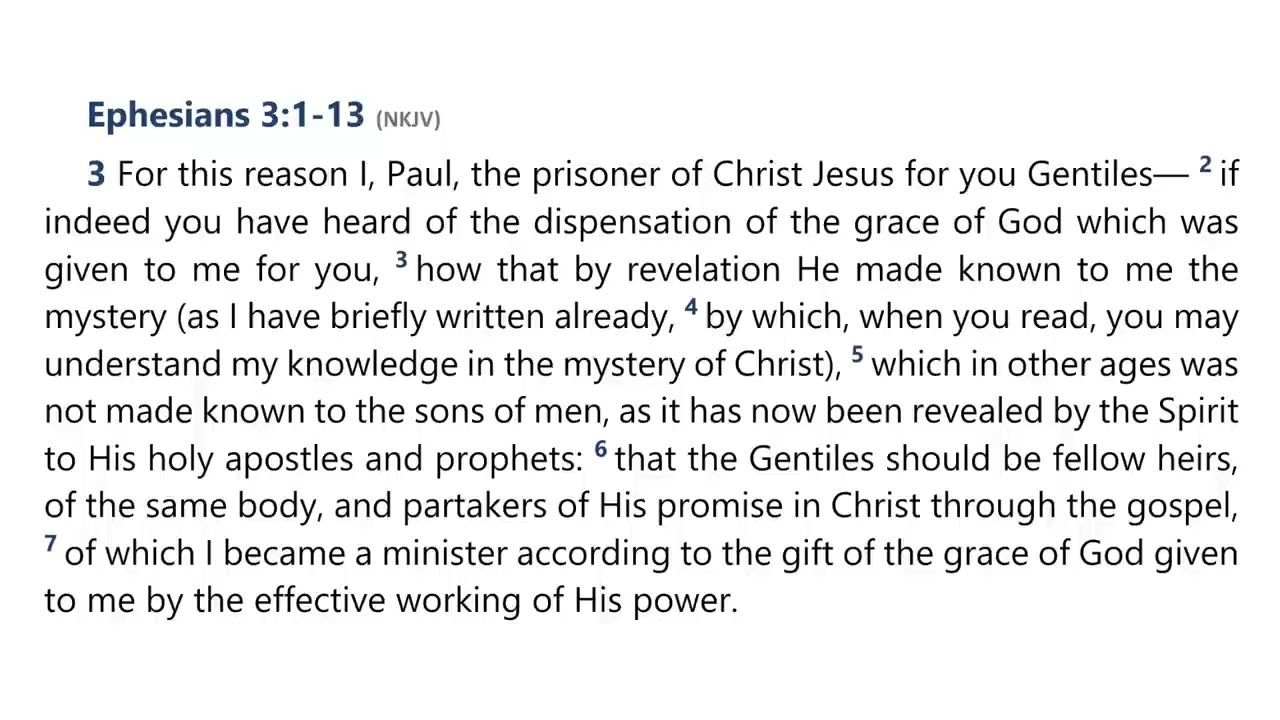 Ephesians 3:1-13 (NKJV)
3 For this reason I, Paul, the prisoner of Christ Jesus for you Gentiles— 2 if
indeed you have heard of the dispensation of the grace of God which was
given to me for you, 3 how that by revelation He made known to me the
mystery (as I have briefly written already, 4 by which, when you read, you may
understand my knowledge in the mystery of Christ), 5 which in other ages was
not made known to the sons of men, as it has now been revealed by the Spirit
to His holy apostles and prophets: 6 that the Gentiles should be fellow heirs,
of the same body, and partakers of His promise in Christ through the gospel,
7 of which I became a minister according to the gift of the grace of God given
to me by the effective working of His power.